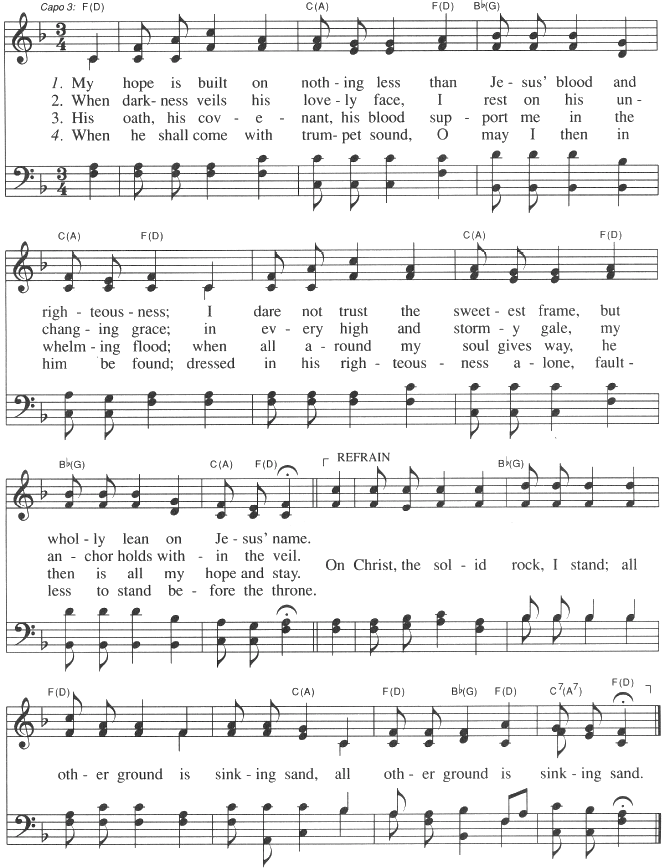 Capo 3: F(D) C(A) F(D) B♭(G)
1. My hope is built on noth - ing less than Je - sus' blood and
2. When dark - ness veils his love - ly face, I rest on his un -
3. His oath, his cov - e - nant, his blood sup - port me in the
4. When he shall come with trum - pet sound, O may I then in
C(A) F(D) C(A) F(D)
righ - teous - ness; I dare not trust the sweet - est frame, but
chang - ing grace; in ev - ery high and storm - y gale, my
whelm - ing flood; when all a - round my soul gives way, he
him be found; dressed in his righ - teous - ness a - lone, fault -
B♭(G) C(A) F(D) REFRAIN B♭(G)
whol - ly lean on Je - sus' name.
an - chor holds with - in the veil.
then is all my hope and stay.
less to stand be - fore the throne.
On Christ, the sol - id rock, I stand; all
F(D) C(A) F(D) B♭(G) F(D) C7(A7) F(D)
oth - er ground is sink - ing sand, all oth - er ground is sink - ing sand.